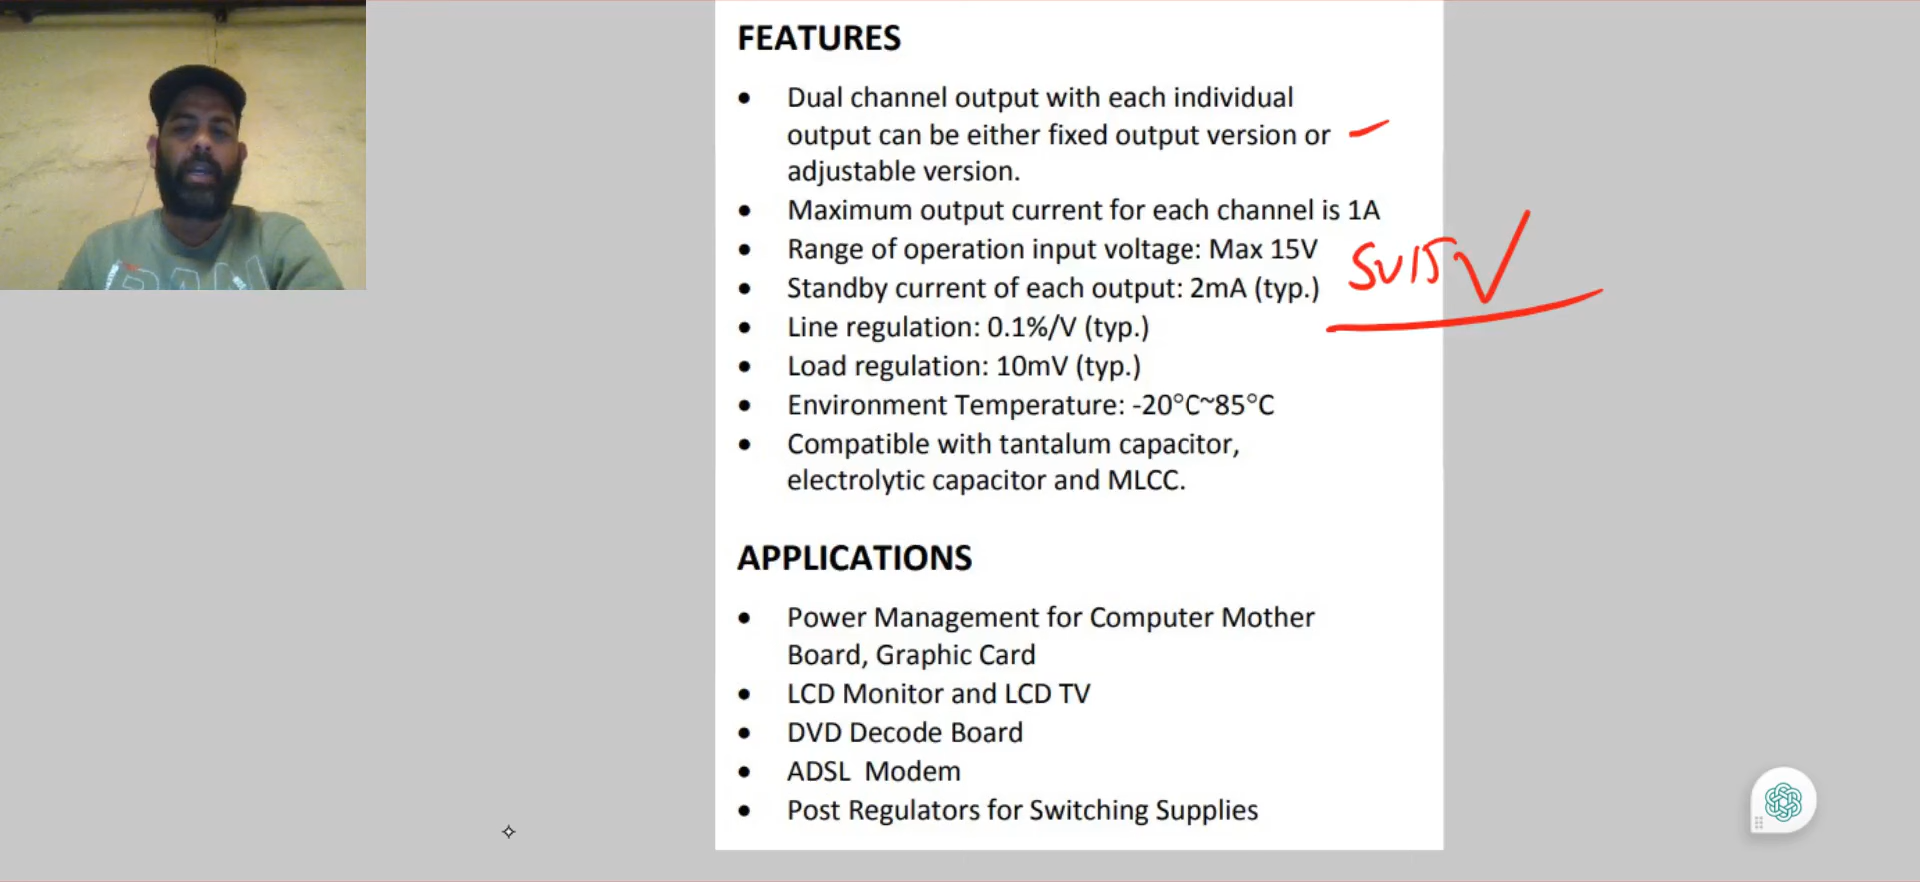 FEATURES
• Dual channel output with each individual
output can be either fixed output version or
adjustable version.
• Maximum output current for each channel is 1A
• Range of operation input voltage: Max 15V
• Standby current of each output: 2mA (typ.)
• Line regulation: 0.1%/V (typ.)
• Load regulation: 10mV (typ.)
• Environment Temperature: -20°C~85°C
• Compatible with tantalum capacitor,
electrolytic capacitor and MLCC.
APPLICATIONS
• Power Management for Computer Mother
Board, Graphic Card
• LCD Monitor and LCD TV
• DVD Decode Board
• ADSL  Modem
• Post Regulators for Switching Supplies